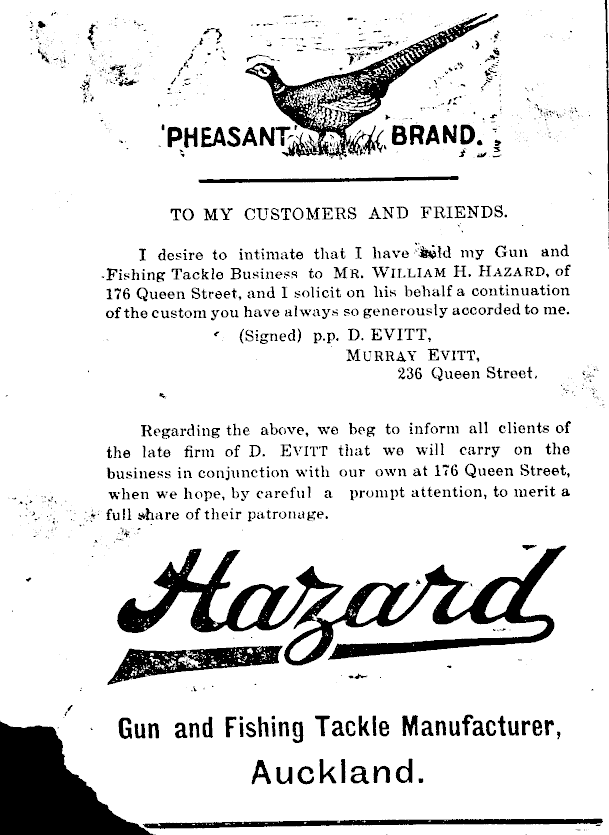 'PHEASANT' BRAND.
TO MY CUSTOMERS AND FRIENDS.
I desire to intimate that I have sold my Gun and
Fishing Tackle Business to MR. WILLIAM H. HAZARD, of
176 Queen Street, and I solicit on his behalf a continuation
of the custom you have always so generously accorded to me.
(Signed) p.p. D. EVITT,
MURRAY EVITT,
236 Queen Street.
Regarding the above, we beg to inform all clients of
the late firm of D. EVITT that we will carry on the
business in conjunction with our own at 176 Queen Street,
when we hope, by careful a prompt attention, to merit a
full share of their patronage.
Hazard
Gun and Fishing Tackle Manufacturer,
Auckland.